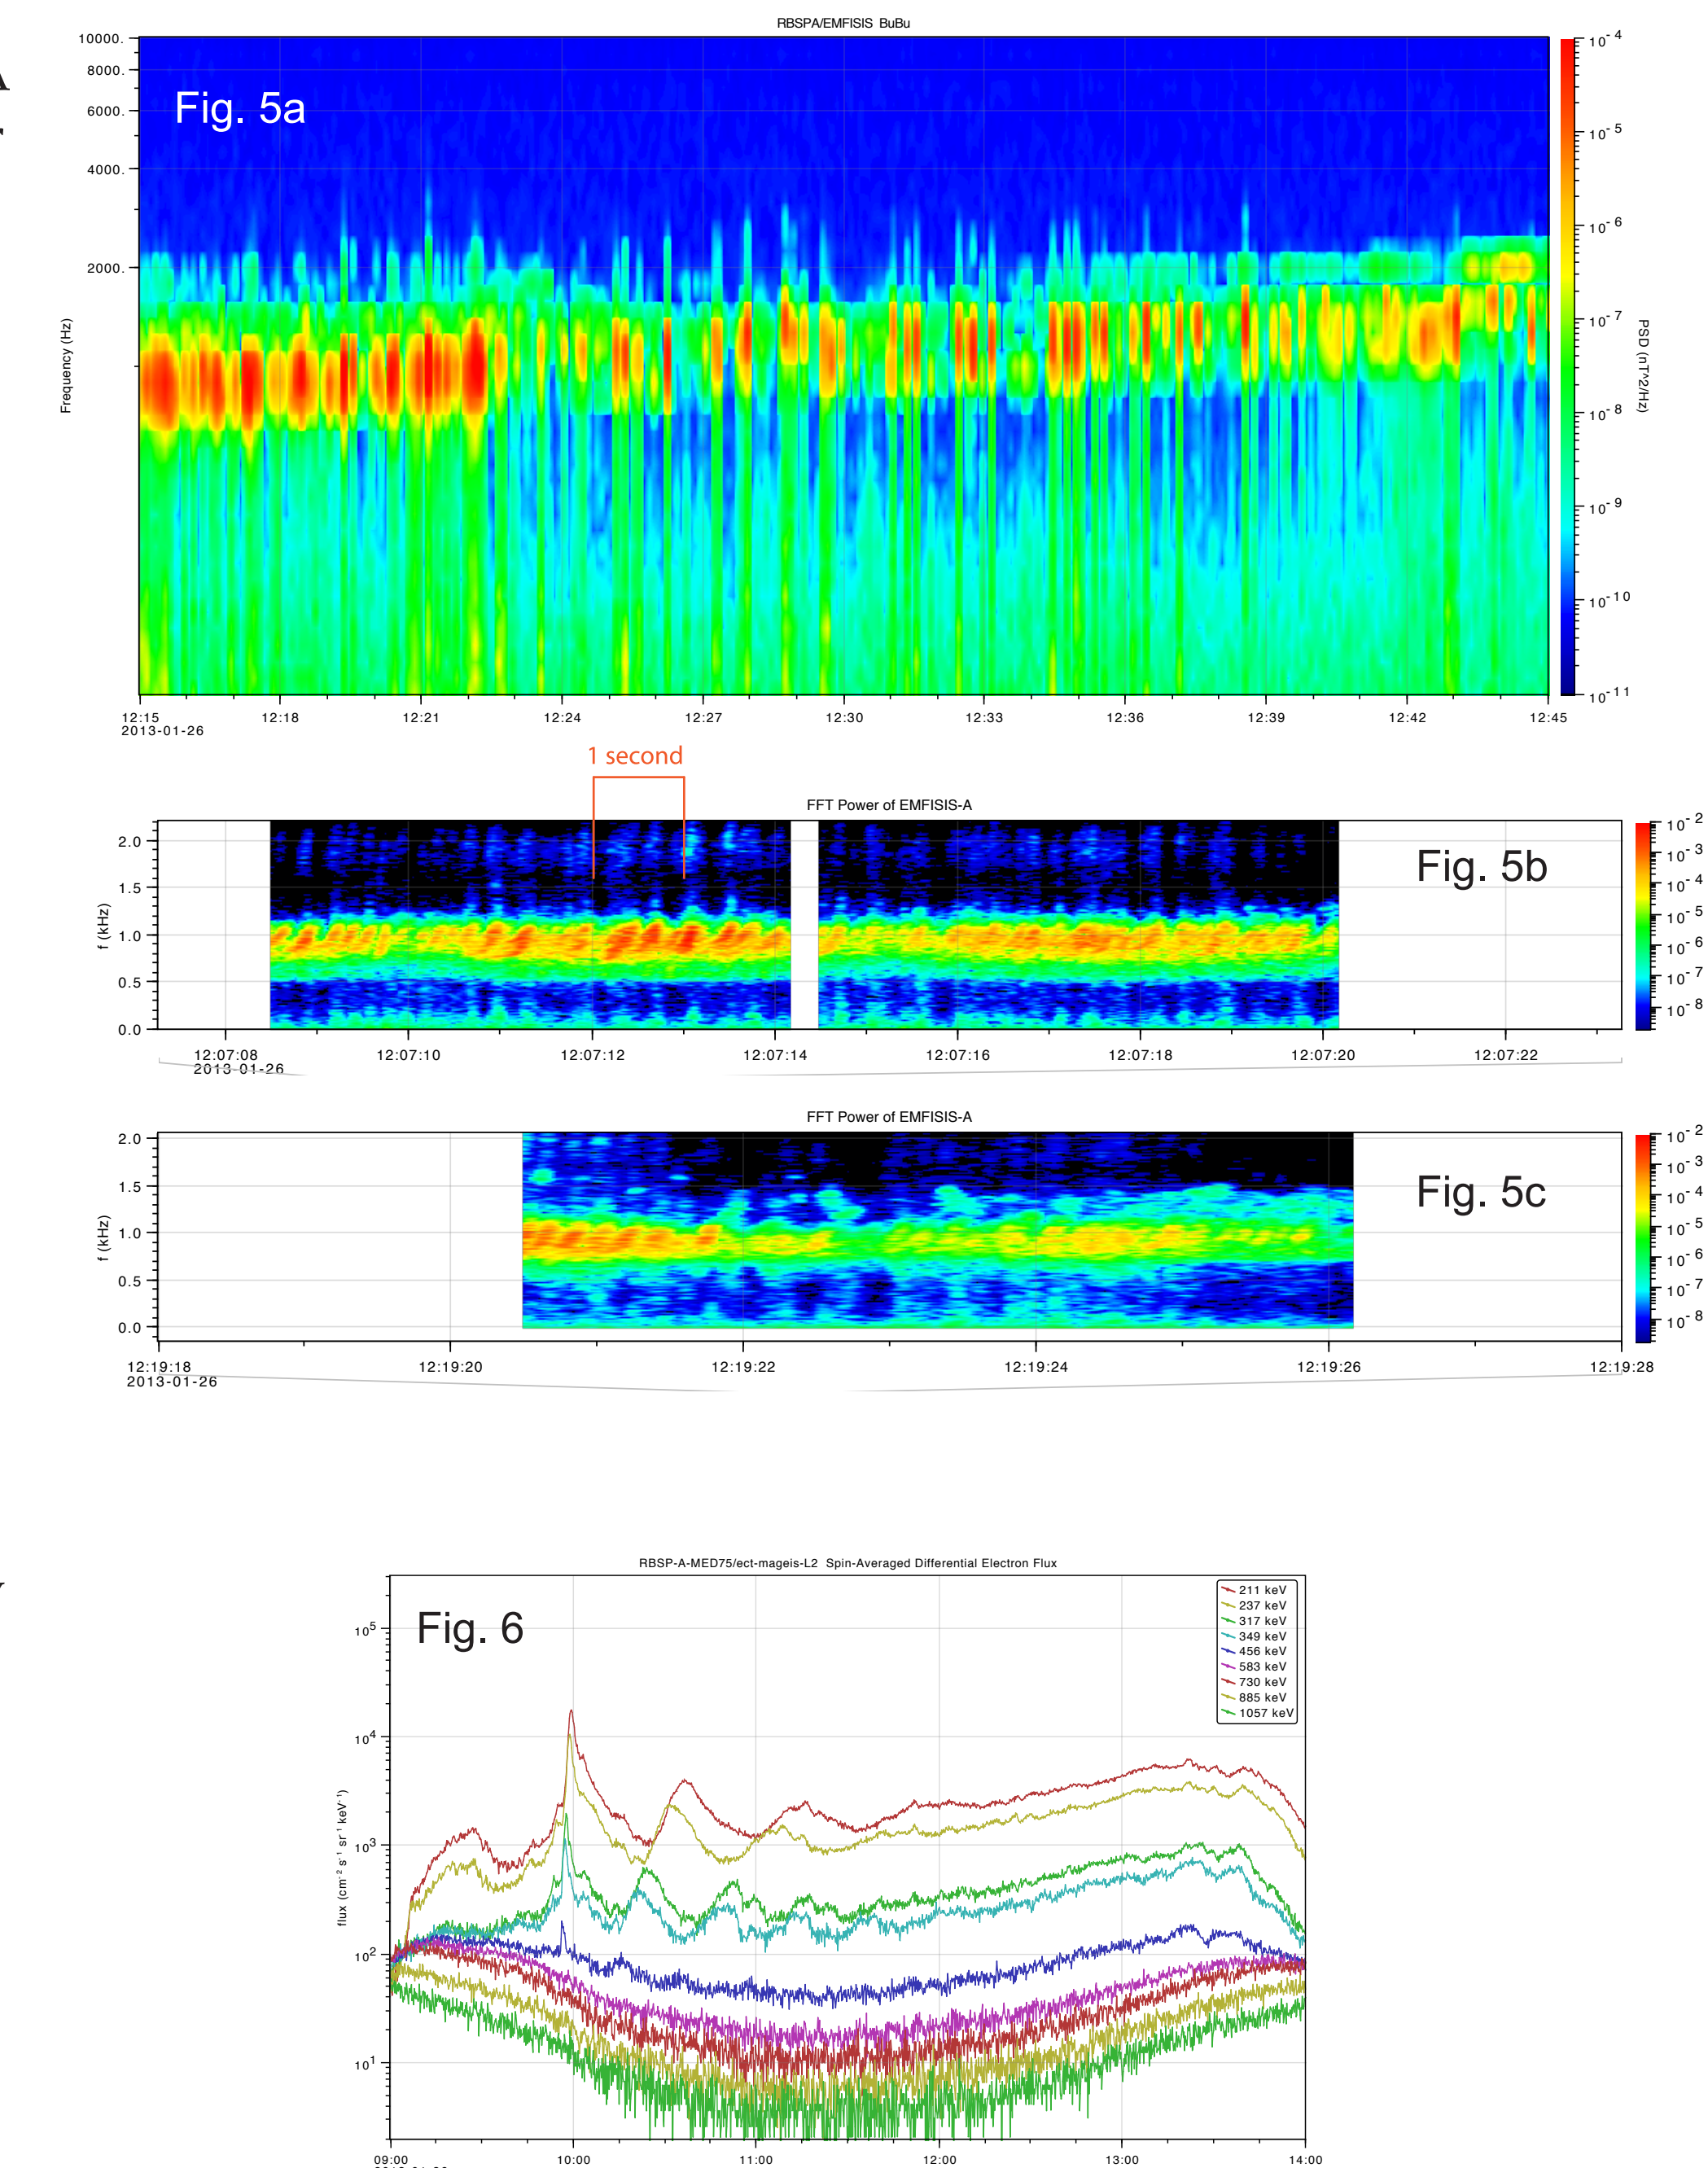 RBSPA/EMFISIS BuBu
Fig. 5a
Frequency (Hz)
10000.
8000.
6000.
4000.
2000.
10^-4
10^-5
10^-6
10^-7
10^-8
10^-9
10^-10
10^-11
PSD (nT^2/Hz)
12:15 12:18 12:21 12:24 12:27 12:30 12:33 12:36 12:39 12:42 12:45
2013-01-26
1 second
FFT Power of EMFISIS-A
Fig. 5b
f (kHz)
2.0
1.5
1.0
0.5
0.0
10^-2
10^-3
10^-4
10^-5
10^-6
10^-7
10^-8
12:07:08 12:07:10 12:07:12 12:07:14 12:07:16 12:07:18 12:07:20 12:07:22
2013-01-26
FFT Power of EMFISIS-A
Fig. 5c
f (kHz)
2.0
1.5
1.0
0.5
0.0
10^-2
10^-3
10^-4
10^-5
10^-6
10^-7
10^-8
12:19:18 12:19:20 12:19:22 12:19:24 12:19:26 12:19:28
2013-01-26
RBSP-A-MED75/ect-mageis-L2 Spin-Averaged Differential Electron Flux
Fig. 6
211 keV
237 keV
317 keV
349 keV
456 keV
583 keV
730 keV
885 keV
1057 keV
flux (cm^-2 s^-1 sr^-1 keV^-1)
10^5
10^4
10^3
10^2
10^1
09:00 10:00 11:00 12:00 13:00 14:00